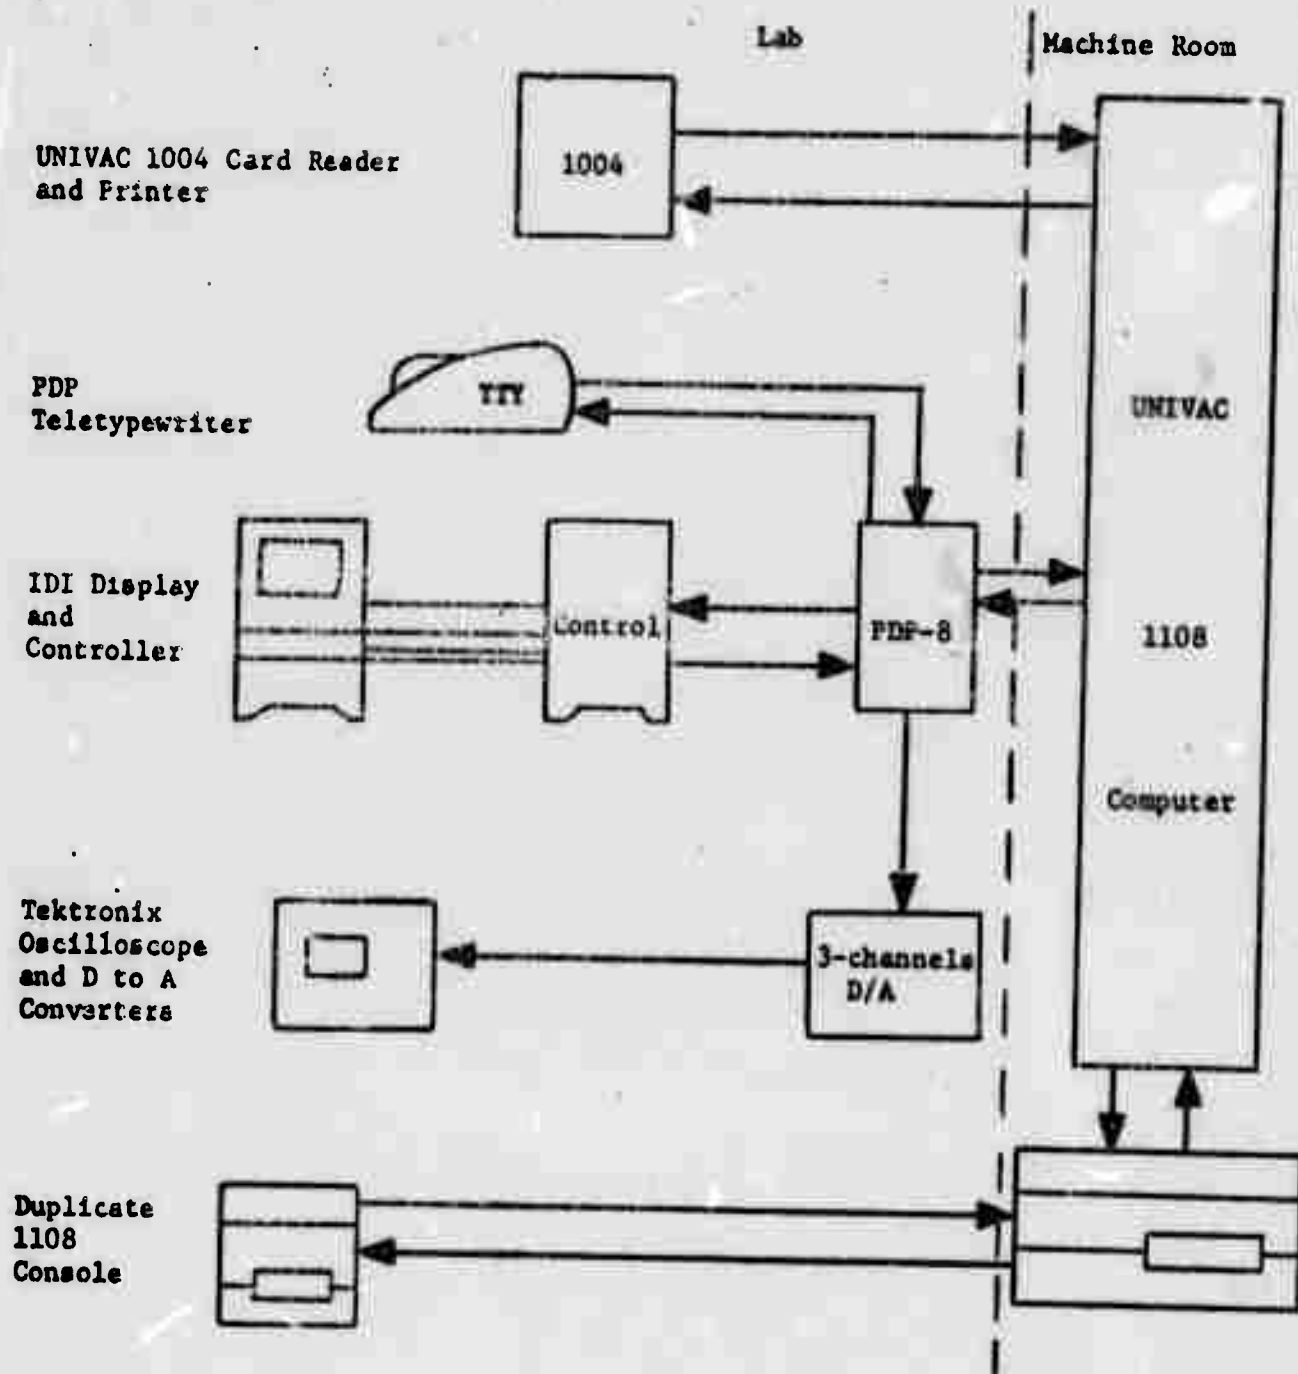 Lab
Machine Room
UNIVAC 1004 Card Reader
and Printer
1004
PDP
Teletypewriter
TTY
UNIVAC
1108
Computer
IDI Display
and
Controller
Control
PDP-8
Tektronix
Oscilloscope
and D to A
Converters
3-channels
D/A
Duplicate
1108
Console